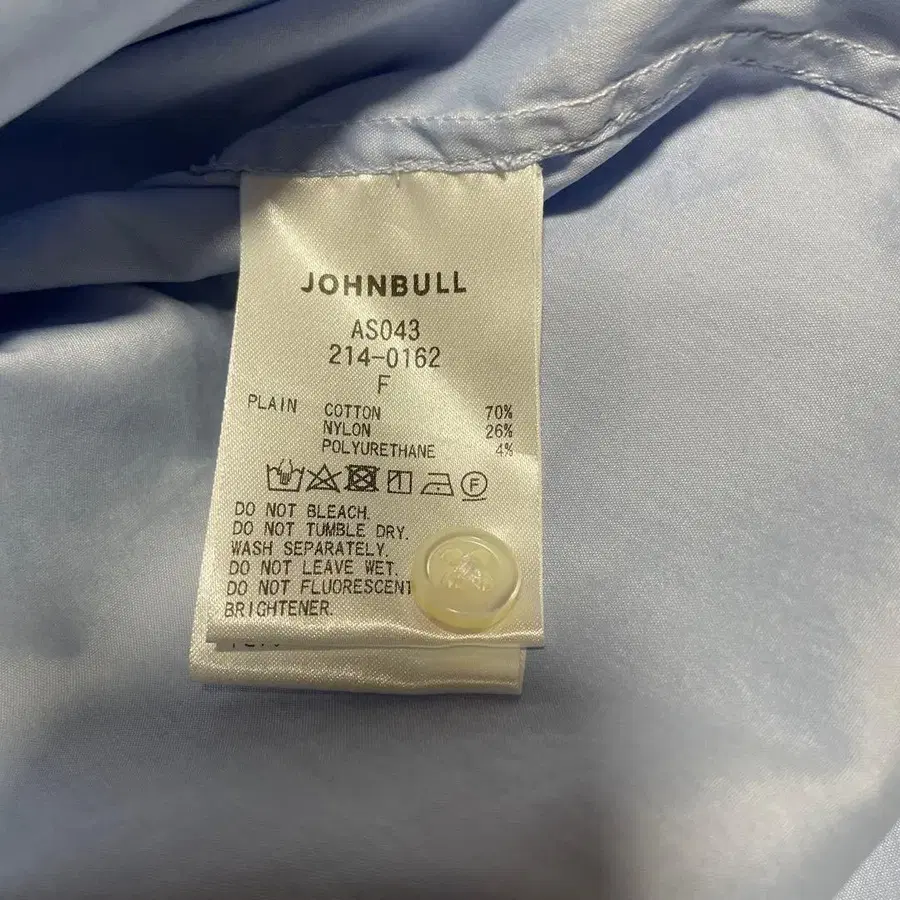 JOHNBULL
AS043
214-0162
F
PLAIN COTTON 70%
NYLON 26%
POLYURETHANE 4%
F
DO NOT BLEACH.
DO NOT TUMBLE DRY.
WASH SEPARATELY.
DO NOT LEAVE WET.
DO NOT FLUORESCENT
BRIGHTENER.